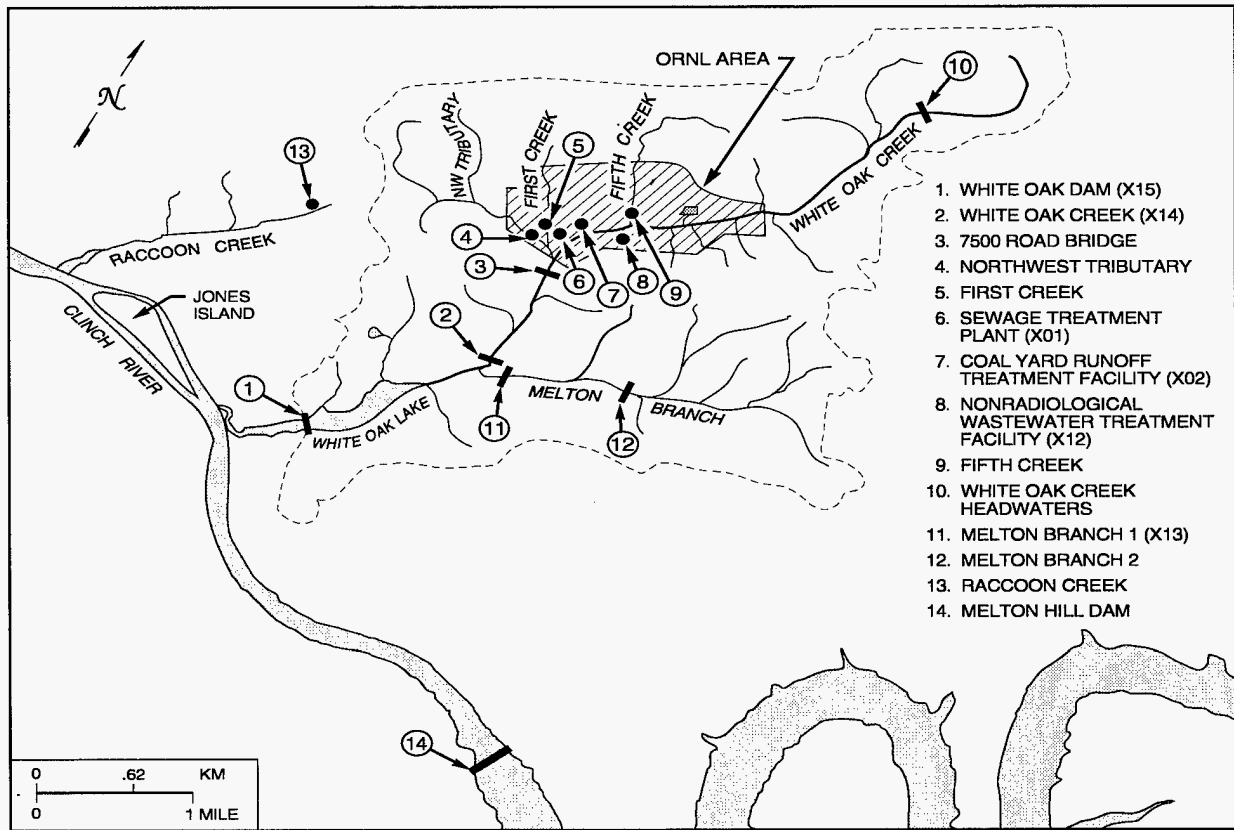 N
ORNL AREA
10
NW TRIBUTARY
FIRST CREEK
5
FIFTH CREEK
WHITE OAK CREEK
13
RACCOON CREEK
4
3
6
7
8
9
JONES
ISLAND
CLINCH RIVER
2
1
WHITE OAK LAKE
MELTON BRANCH
11
12
14
1. WHITE OAK DAM (X15)
2. WHITE OAK CREEK (X14)
3. 7500 ROAD BRIDGE
4. NORTHWEST TRIBUTARY
5. FIRST CREEK
6. SEWAGE TREATMENT
PLANT (X01)
7. COAL YARD RUNOFF
TREATMENT FACILITY (X02)
8. NONRADIOLOGICAL
WASTEWATER TREATMENT
FACILITY (X12)
9. FIFTH CREEK
10. WHITE OAK CREEK
HEADWATERS
11. MELTON BRANCH 1 (X13)
12. MELTON BRANCH 2
13. RACCOON CREEK
14. MELTON HILL DAM
0 .62 KM
0 1 MILE